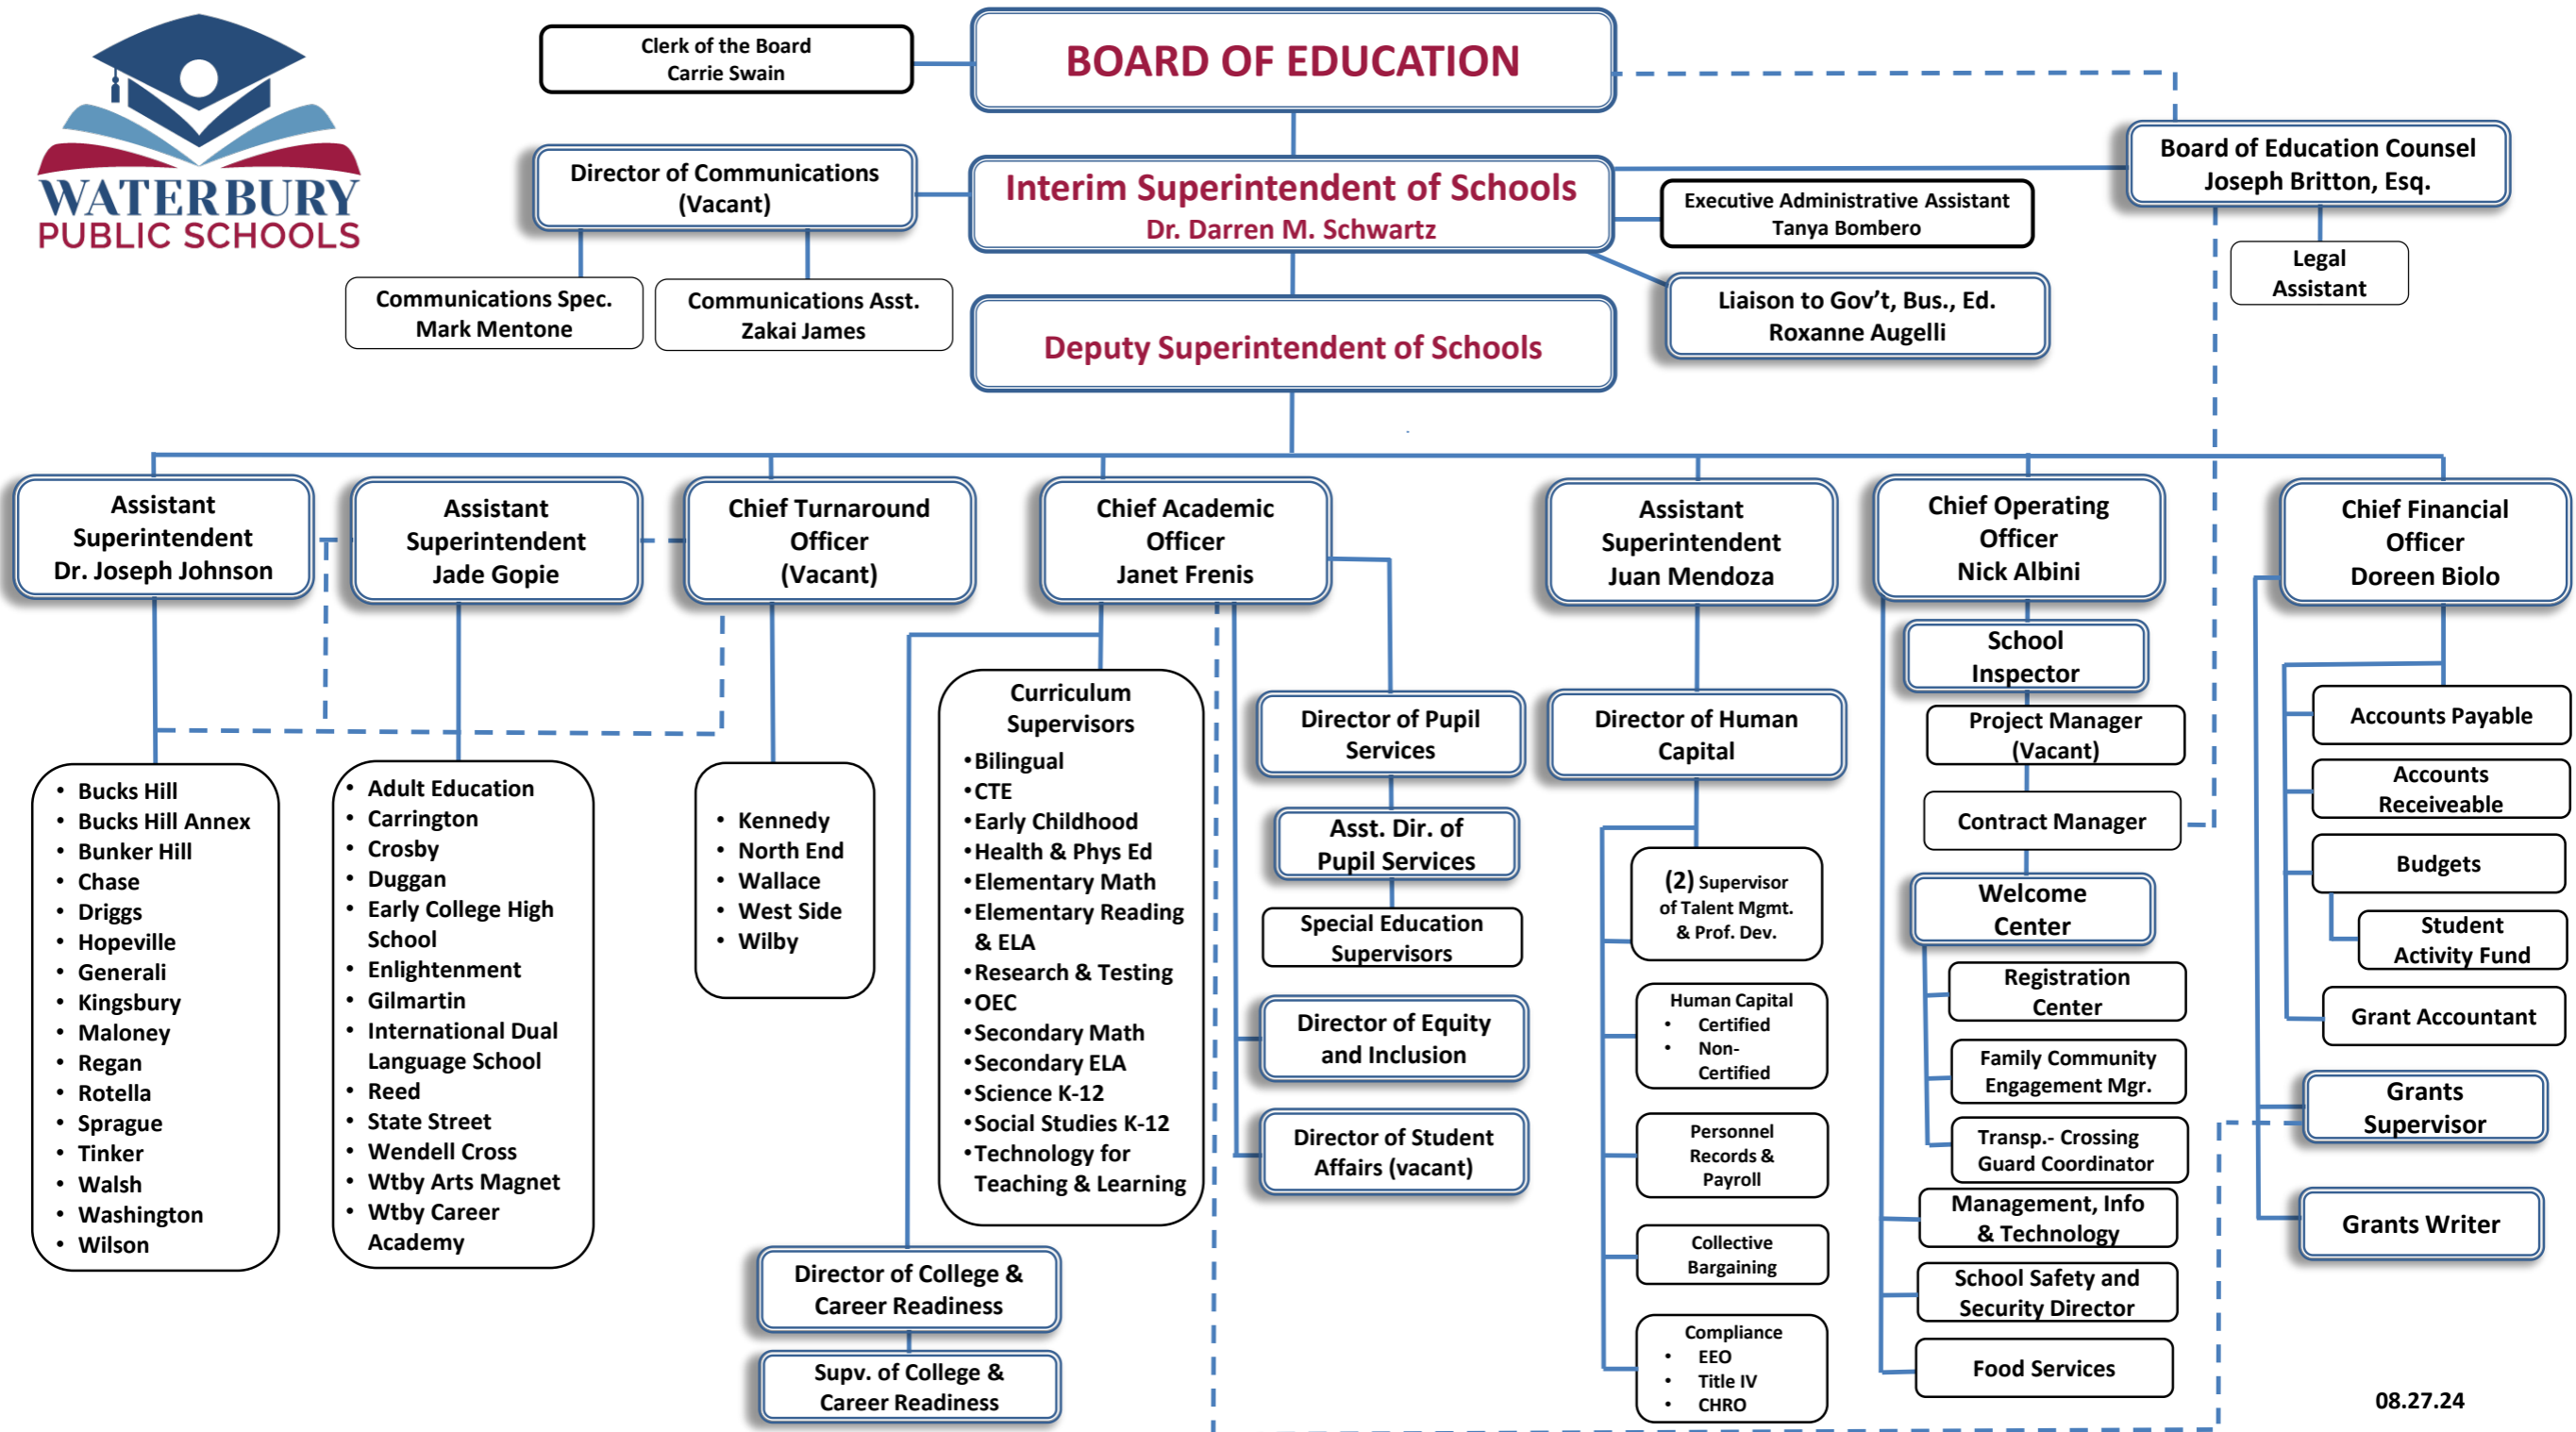 WATERBURY
PUBLIC SCHOOLS
Clerk of the Board
Carrie Swain
BOARD OF EDUCATION
Director of Communications
(Vacant)
Interim Superintendent of Schools
Dr. Darren M. Schwartz
Board of Education Counsel
Joseph Britton, Esq.
Executive Administrative Assistant
Tanya Bombero
Legal
Assistant
Communications Spec.
Mark Mentone
Communications Asst.
Zakai James
Liaison to Gov't, Bus., Ed.
Roxanne Augelli
Deputy Superintendent of Schools
Assistant
Superintendent
Dr. Joseph Johnson
Assistant
Superintendent
Jade Gopie
Chief Turnaround
Officer
(Vacant)
Chief Academic
Officer
Janet Frenis
Assistant
Superintendent
Juan Mendoza
Chief Operating
Officer
Nick Albini
Chief Financial
Officer
Doreen Biolo
• Bucks Hill
• Bucks Hill Annex
• Bunker Hill
• Chase
• Driggs
• Hopeville
• Generali
• Kingsbury
• Maloney
• Regan
• Rotella
• Sprague
• Tinker
• Walsh
• Washington
• Wilson
• Adult Education
• Carrington
• Crosby
• Duggan
• Early College High
School
• Enlightenment
• Gilmartin
• International Dual
Language School
• Reed
• State Street
• Wendell Cross
• Wtby Arts Magnet
• Wtby Career
Academy
• Kennedy
• North End
• Wallace
• West Side
• Wilby
Curriculum
Supervisors
• Bilingual
• CTE
• Early Childhood
• Health & Phys Ed
• Elementary Math
• Elementary Reading
& ELA
• Research & Testing
• OEC
• Secondary Math
• Secondary ELA
• Science K-12
• Social Studies K-12
• Technology for
Teaching & Learning
Director of College &
Career Readiness
Supv. of College &
Career Readiness
Director of Pupil
Services
Asst. Dir. of
Pupil Services
Special Education
Supervisors
Director of Equity
and Inclusion
Director of Student
Affairs (vacant)
Director of Human
Capital
(2) Supervisor
of Talent Mgmt.
& Prof. Dev.
Human Capital
• Certified
• Non-
Certified
Personnel
Records &
Payroll
Collective
Bargaining
Compliance
• EEO
• Title IV
• CHRO
School
Inspector
Project Manager
(Vacant)
Contract Manager
Welcome
Center
Registration
Center
Family Community
Engagement Mgr.
Transp.- Crossing
Guard Coordinator
Management, Info
& Technology
School Safety and
Security Director
Food Services
Accounts Payable
Accounts
Receiveable
Budgets
Student
Activity Fund
Grant Accountant
Grants
Supervisor
Grants Writer
08.27.24